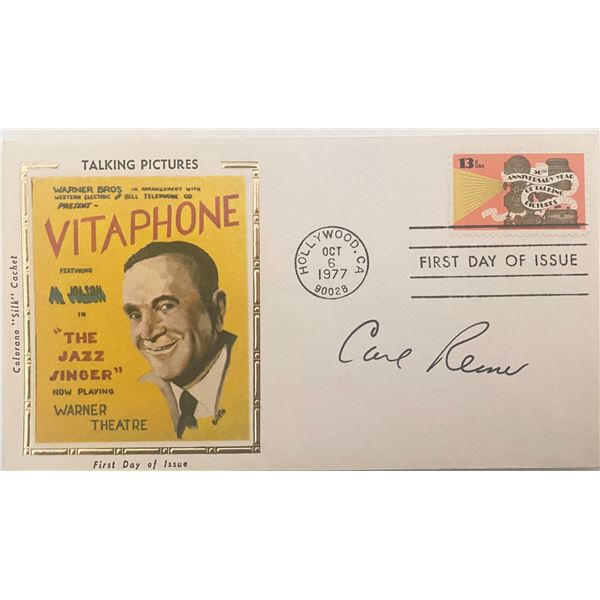 TALKING PICTURES
WARNER BROS IN ARRANGEMENT WITH
WESTERN ELECTRIC AND BELL TELEPHONE CO
PRESENT -
VITAPHONE
FEATURING
AL JOLSON
IN
"THE
JAZZ
SINGER"
NOW PLAYING
WARNER
THEATRE
First Day of Issue
Colorano "Silk" Cachet
HOLLYWOOD, CA
OCT
6
1977
90028
13c USA
50th
ANNIVERSARY YEAR
OF TALKING
PICTURES
FIRST DAY OF ISSUE
Carl Reiner